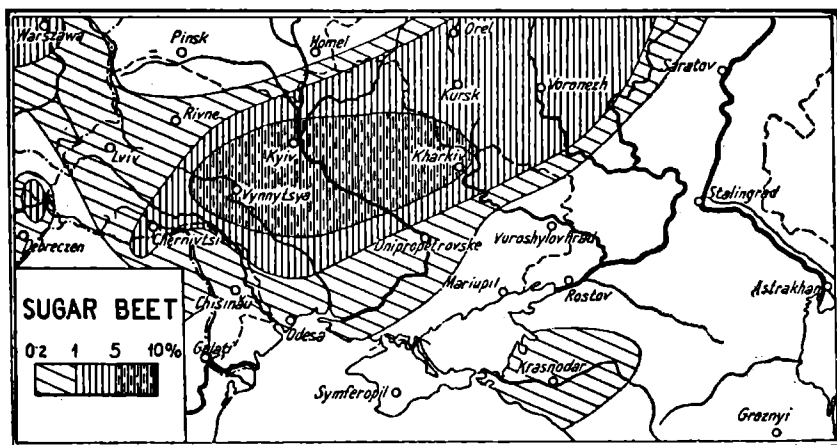 Warszawa
Pinsk
Homel
Orel
Saratov
Rivne
Kursk
Voronezh
Lviv
Kyiv
Kharkiv
Vynnytsya
Stalingrad
Debreczen
Chernivtsi
Dnipropetrovske
Voroshylovhrad
SUGAR BEET
Chisinău
Mariupil
Rostov
Astrakhan
Odesa
0·2 1 5 10%
Galați
Symferopil
Krasnodar
Groznyi